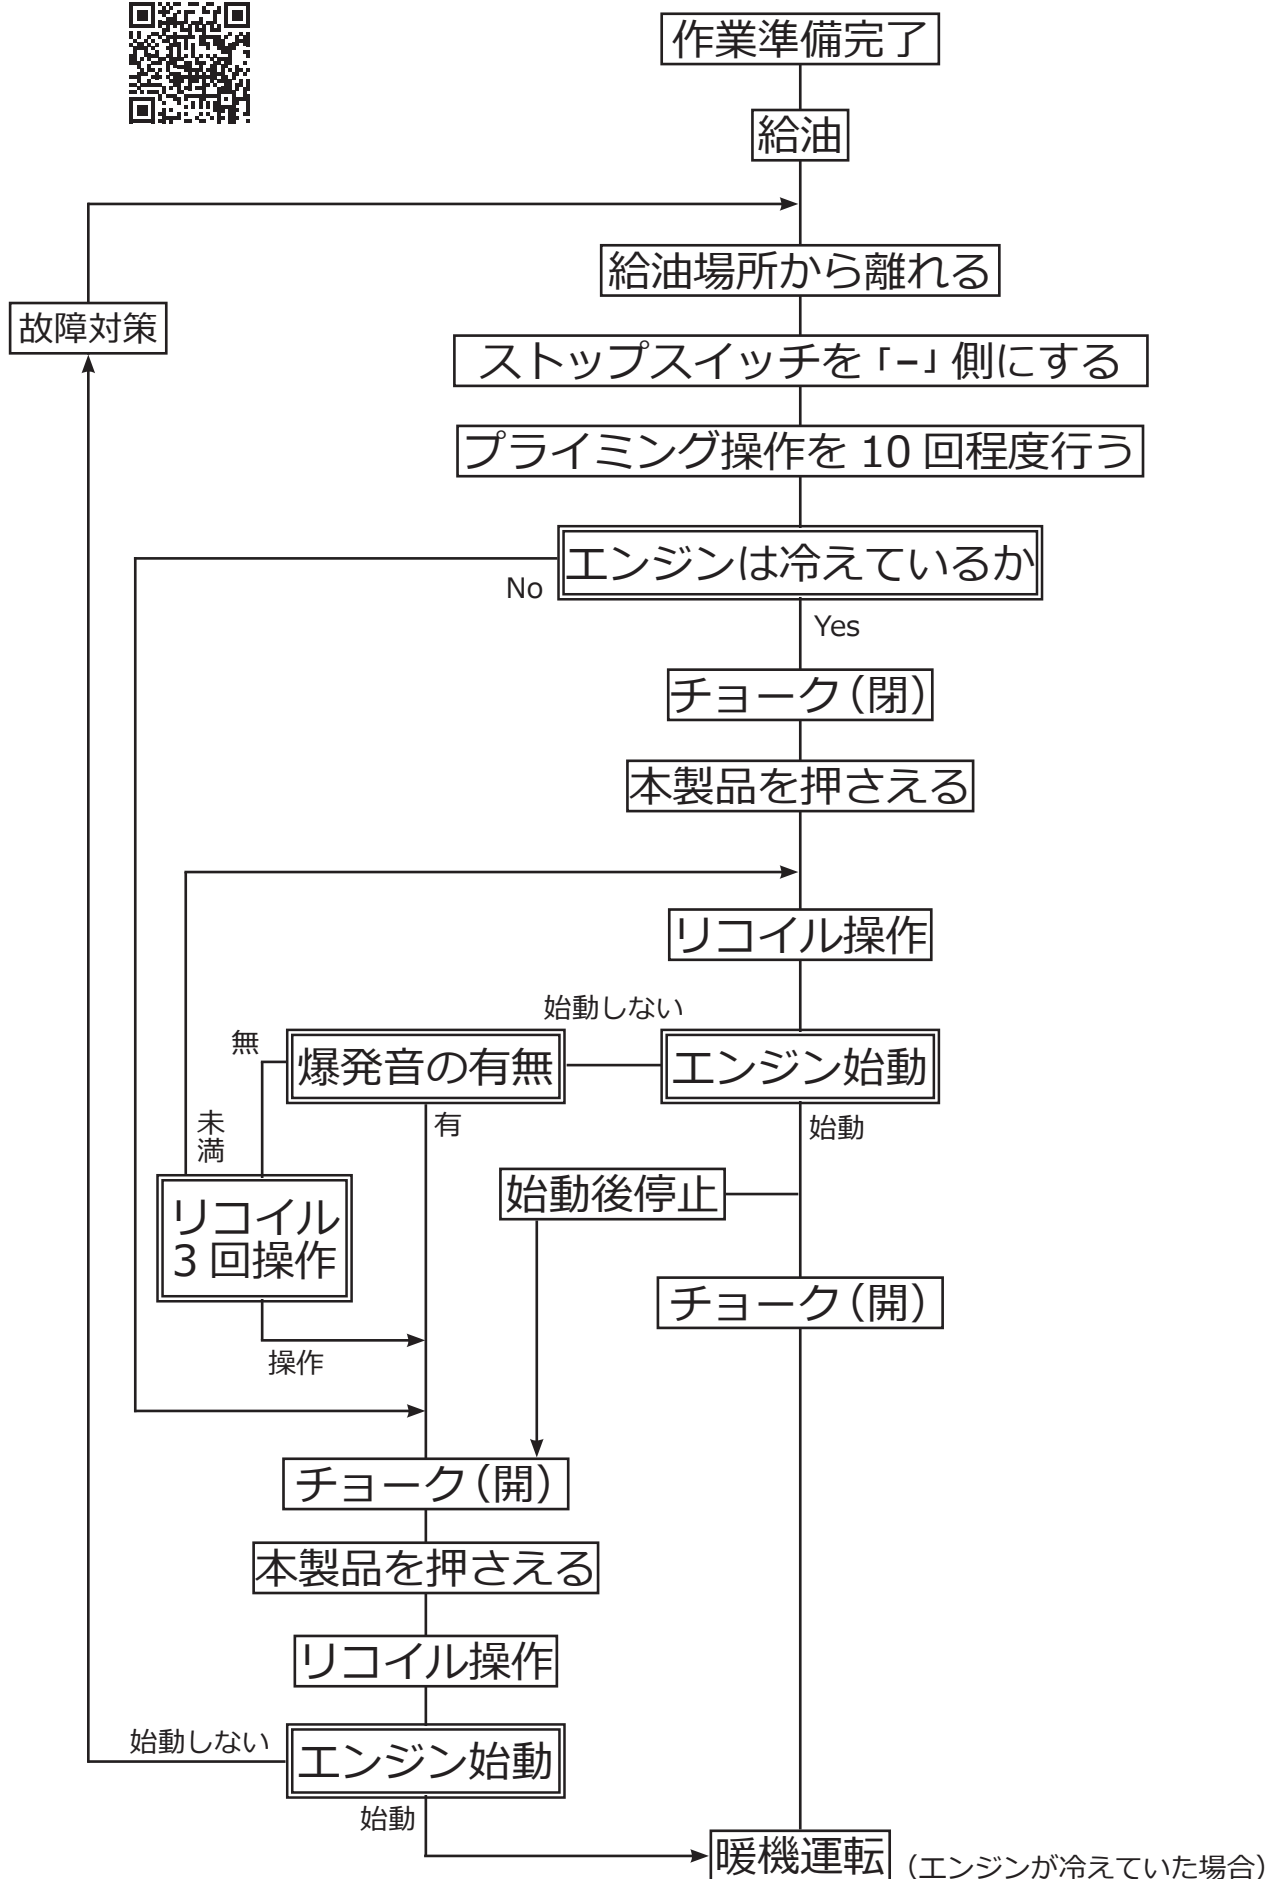 作業準備完了
給油
給油場所から離れる
故障対策
ストップスイッチを「−」側にする
プライミング操作を 10 回程度行う
エンジンは冷えているか
No
Yes
チョーク（閉）
本製品を押さえる
リコイル操作
始動しない
無
爆発音の有無
エンジン始動
未満
有
始動
始動後停止
リコイル
3 回操作
チョーク（開）
操作
チョーク（開）
本製品を押さえる
リコイル操作
始動しない
エンジン始動
始動
暖機運転（エンジンが冷えていた場合）